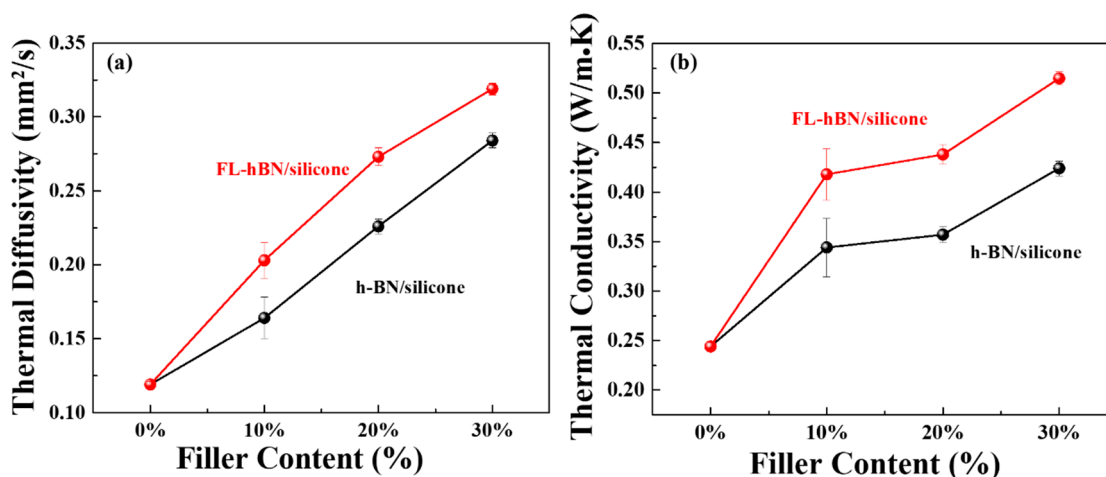 (a)
Thermal Diffusivity (mm²/s)
0.35
0.30
0.25
0.20
0.15
0.10
FL-hBN/silicone
h-BN/silicone
0%
10%
20%
30%
Filler Content (%)
(b)
Thermal Conductivity (W/m•K)
0.55
0.50
0.45
0.40
0.35
0.30
0.25
0.20
FL-hBN/silicone
h-BN/silicone
0%
10%
20%
30%
Filler Content (%)